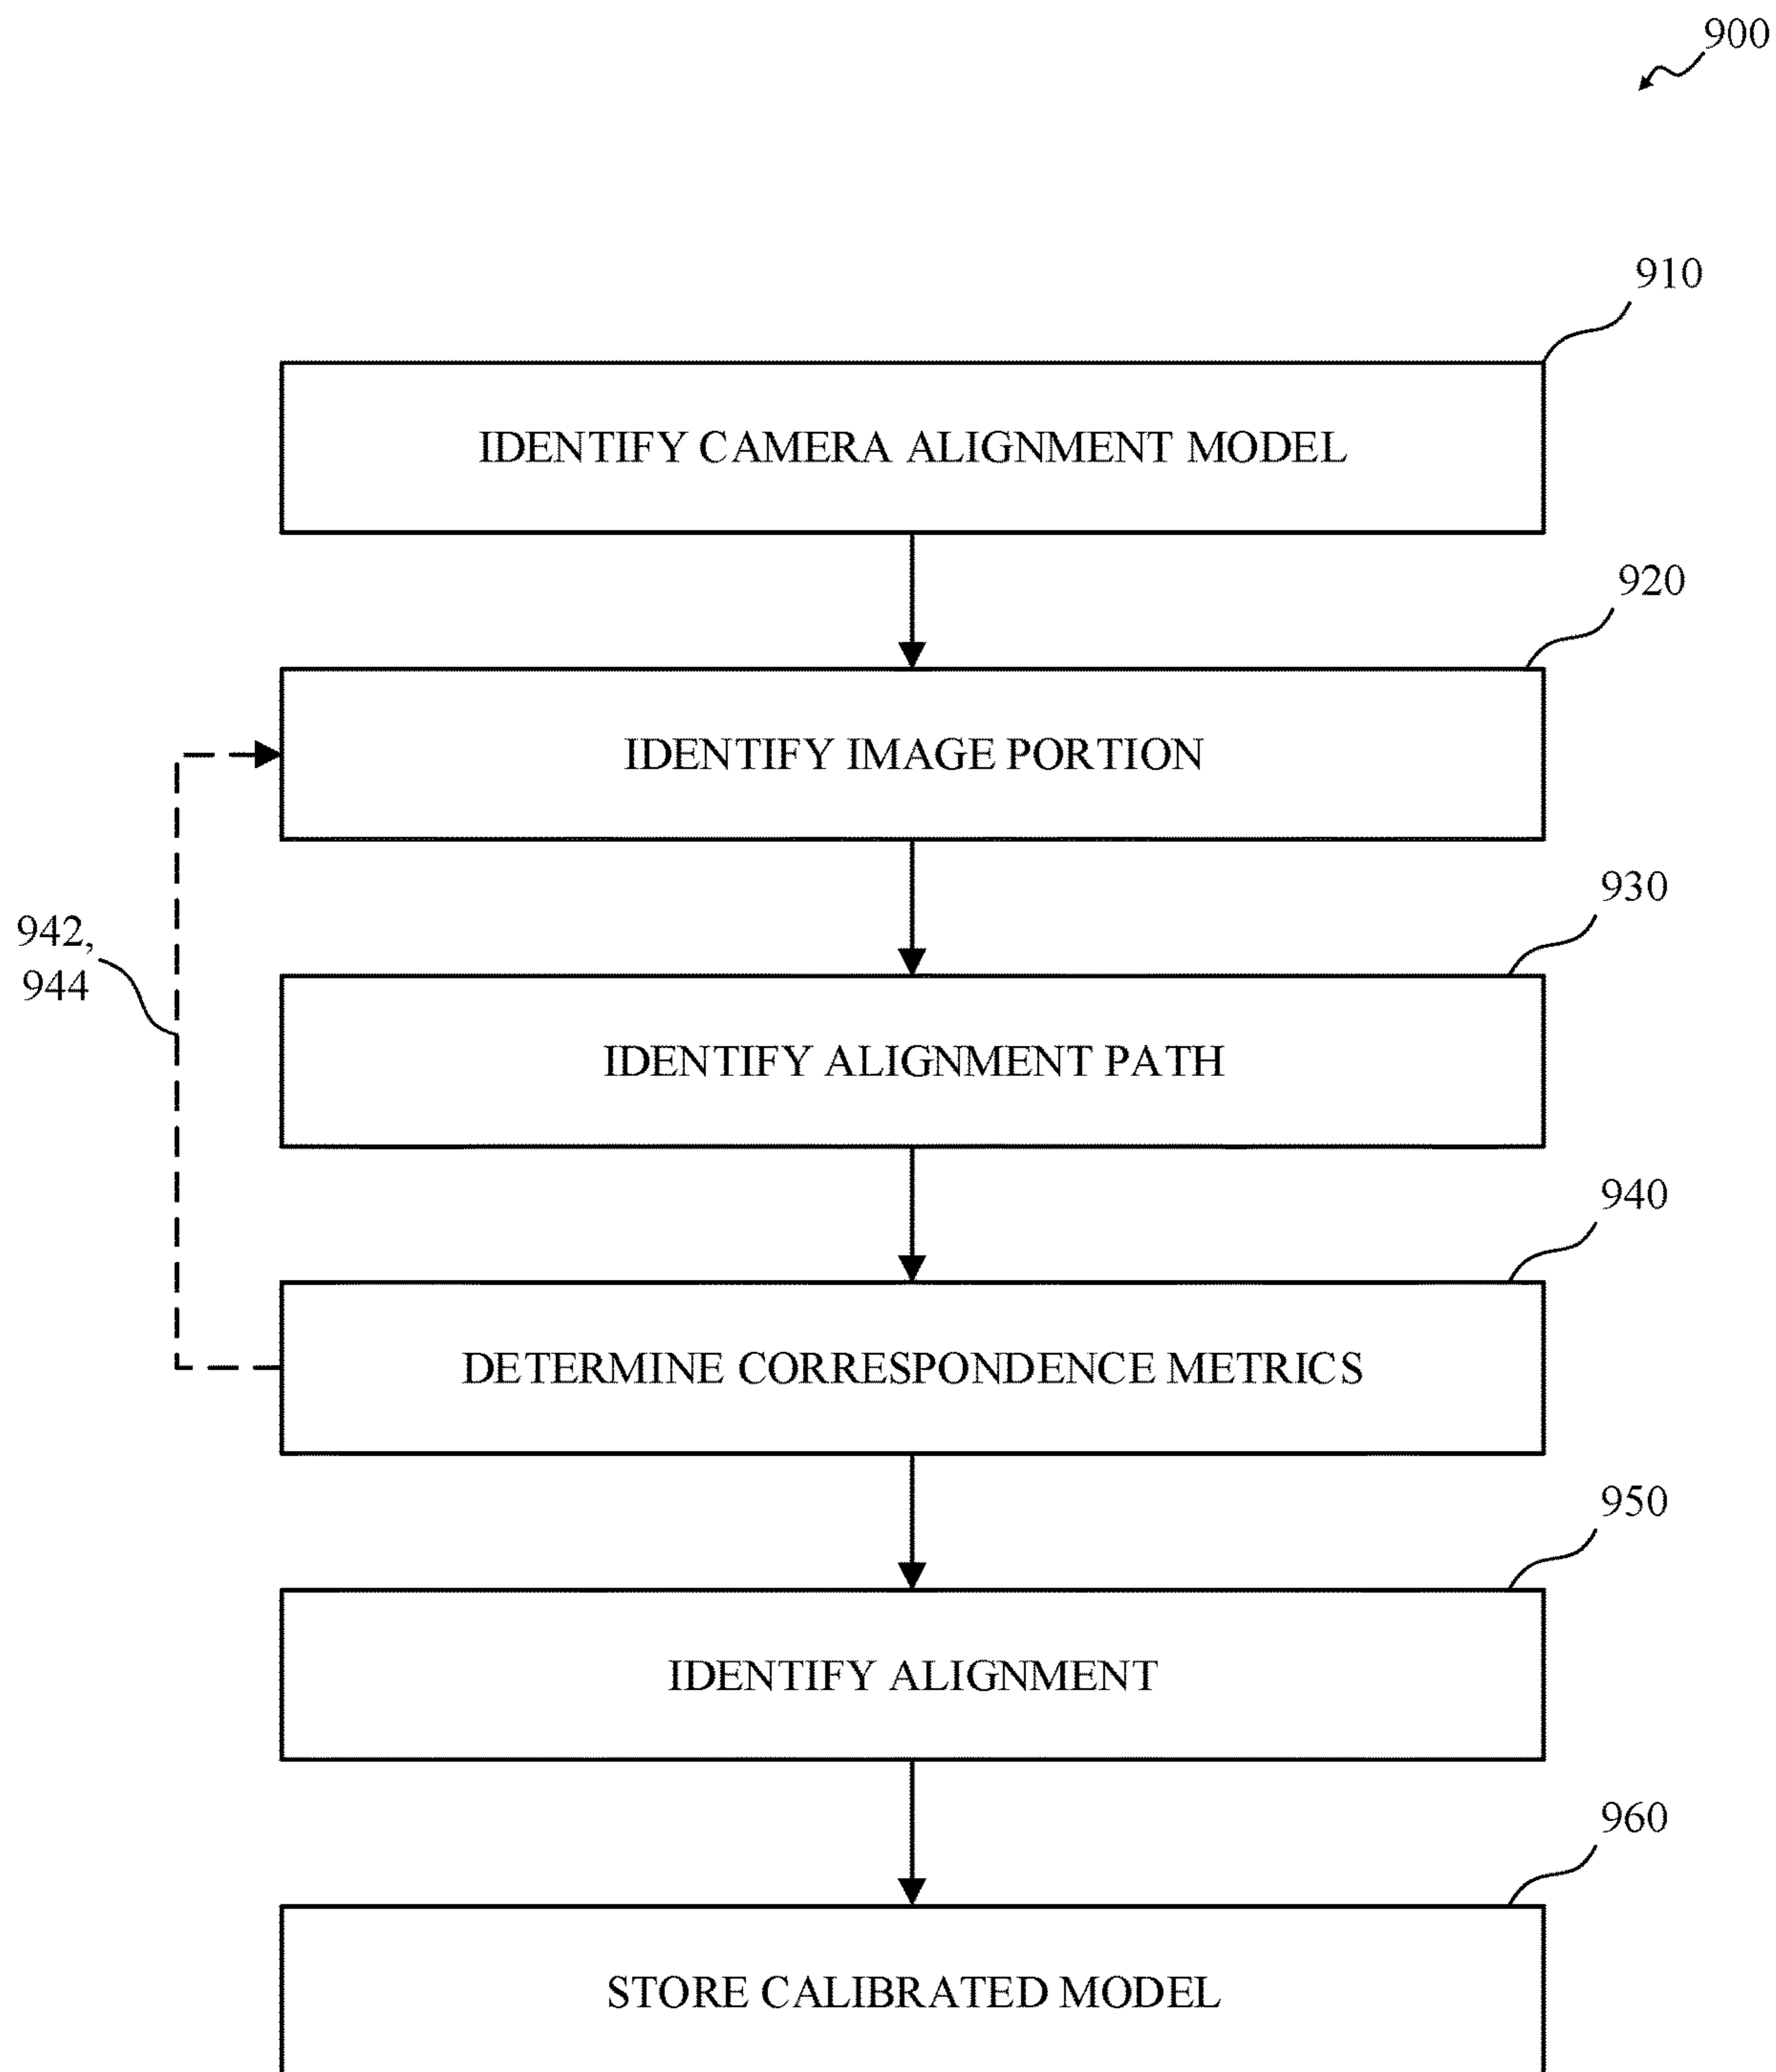 900
910
IDENTIFY CAMERA ALIGNMENT MODEL
920
IDENTIFY IMAGE PORTION
930
942,
944
IDENTIFY ALIGNMENT PATH
940
DETERMINE CORRESPONDENCE METRICS
950
IDENTIFY ALIGNMENT
960
STORE CALIBRATED MODEL